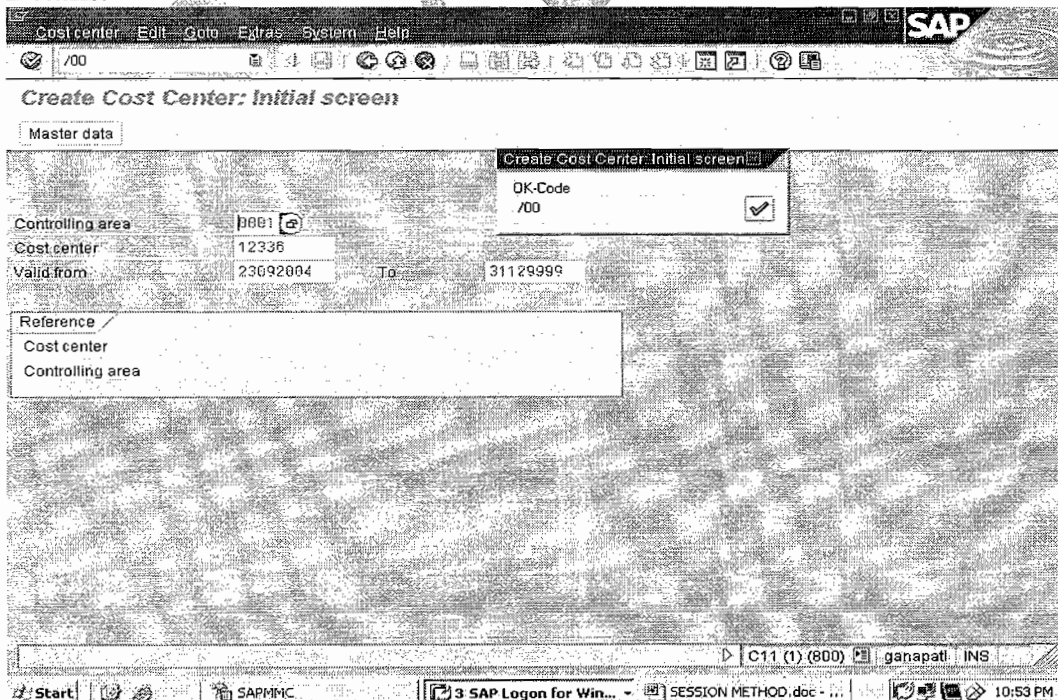 Cost center Edit Goto Extras System Help
SAP
/00
Create Cost Center: Initial screen
Master data
Create Cost Center: Initial screen
OK-Code
/00
Controlling area 0001
Cost center 12336
Valid from 23092004 To 31129999
Reference
Cost center
Controlling area
C11 (1) (800) ganapati INS
Start SAPMMC 3 SAP Logon for Win... SESSION METHOD.doc - ... 10:53 PM